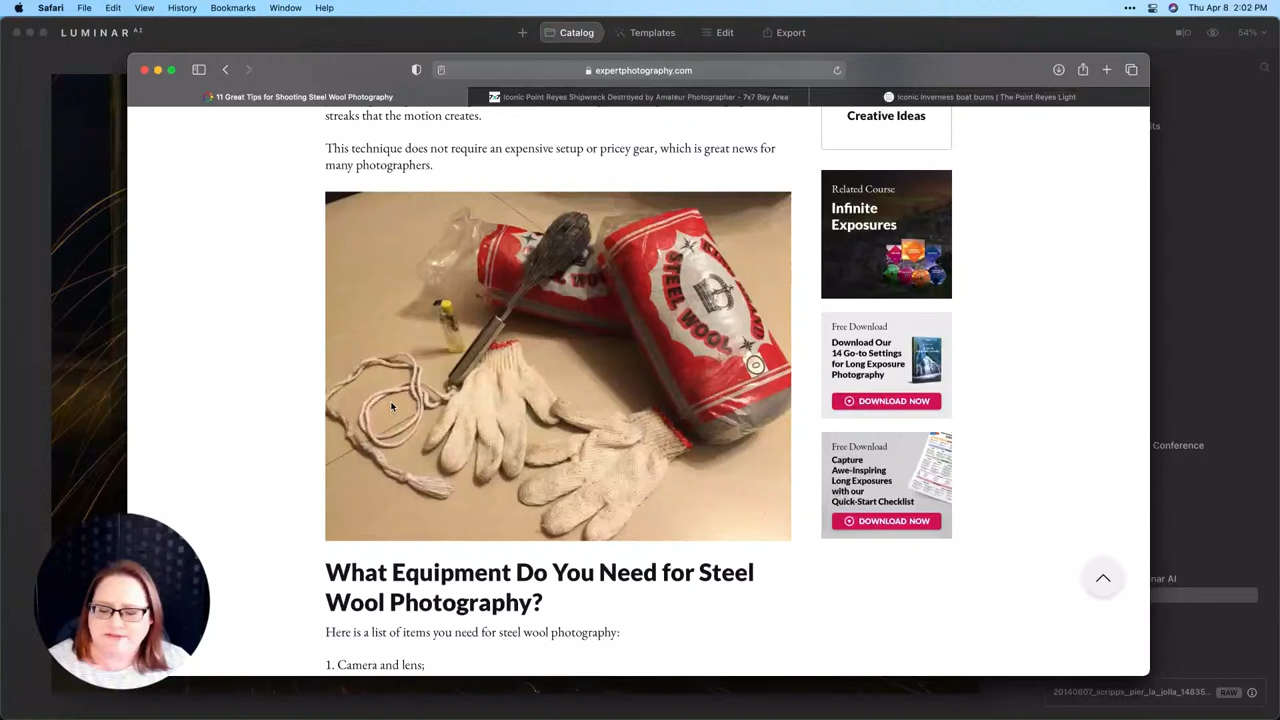 Safari File Edit View History Bookmarks Window Help
Thu Apr 8 2:02 PM
LUMINAR AI
Catalog
Templates
Edit
Export
54%
expertphotography.com
11 Great Tips for Shooting Steel Wool Photography
7x7 Iconic Point Reyes Shipwreck Destroyed by Amateur Photographer - 7x7 Bay Area
Iconic Inverness boat burns | The Point Reyes Light
streaks that the motion creates.
This technique does not require an expensive setup or pricey gear, which is great news for
many photographers.
STEEL WOOL
0
What Equipment Do You Need for Steel
Wool Photography?
Here is a list of items you need for steel wool photography:
1. Camera and lens;
Creative Ideas
Related Course
Infinite
Exposures
Free Download
Download Our
14 Go-to Settings
for Long Exposure
Photography
DOWNLOAD NOW
Free Download
Capture
Awe-Inspiring
Long Exposures
with our
Quick-Start Checklist
DOWNLOAD NOW
its
Conference
nar AI
20140607_scripps_pier_la_jolla_14835...
RAW